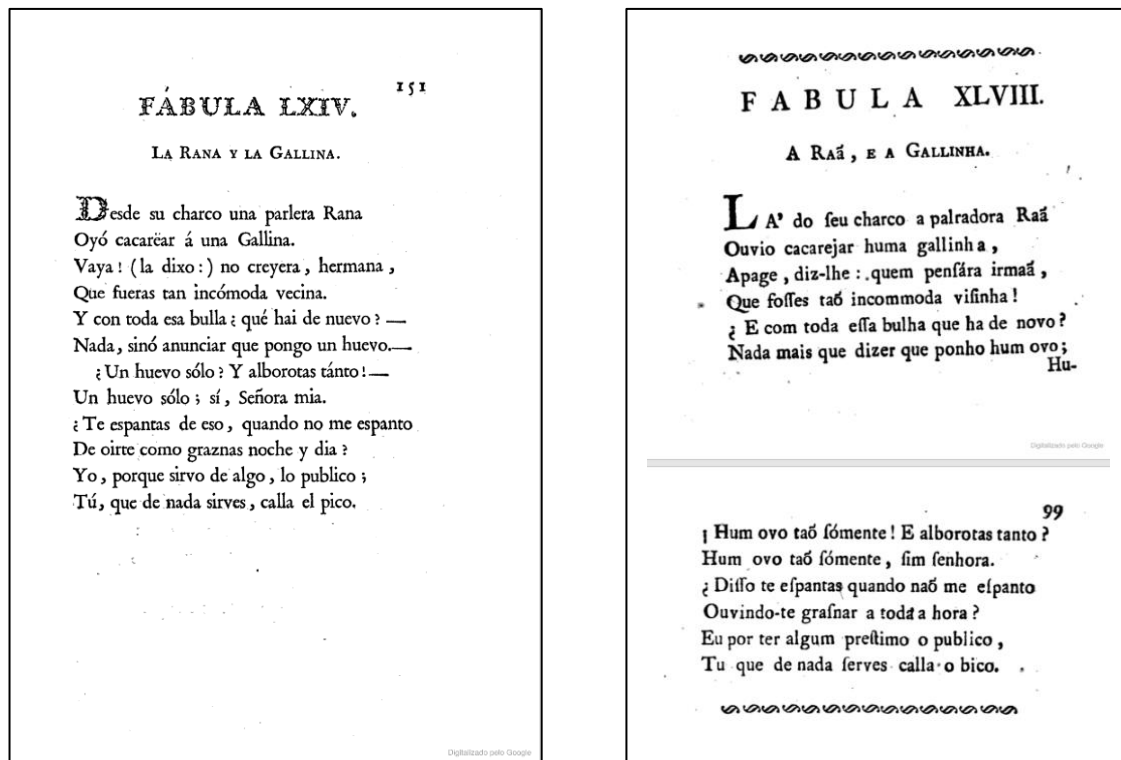 151
FÁBULA LXIV.
LA RANA Y LA GALLINA.
Desde su charco una parlera Rana
Oyó cacarëar á una Gallina.
Vaya! (la dixo:) no creyera, hermana,
Que fueras tan incómoda vecina.
Y con toda esa bulla ¿ qué hai de nuevo? —
Nada, sinó anunciar que pongo un huevo.—
¿Un huevo sólo? Y alborotas tánto!—
Un huevo sólo; sí, Señora mia.
¿Te espantas de eso, quando no me espanto
De oirte como graznas noche y dia?
Yo, porque sirvo de algo, lo publico;
Tú, que de nada sirves, calla el pico.
Digitalizado pelo Google
FABULA XLVIII.
A Raã, E A GALLINHA.
LA' do ſeu charco a palradora Raã
Ouvio cacarejar huma gallinha,
Apage, diz-lhe: quem penſára irmaã,
Que foſſes taõ incommoda viſinha!
¿ E com toda eſſa bulha que ha de novo?
Nada mais que dizer que ponho hum ovo;
Hu-
Digitalizado pelo Google
99
¡ Hum ovo taõ ſómente! E alborotas tanto?
Hum ovo taõ ſómente, ſim ſenhora.
¿ Diſſo te eſpantas quando naõ me eſpanto
Ouvindo-te graſnar a toda a hora?
Eu por ter algum preſtimo o publico,
Tu que de nada ſerves calla o bico.